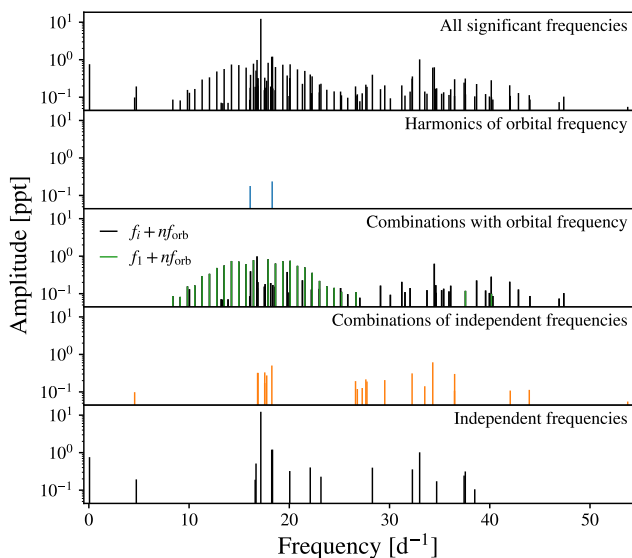 All significant frequencies
10¹
10⁰
10⁻¹
Harmonics of orbital frequency
10¹
10⁰
10⁻¹
Combinations with orbital frequency
10¹
10⁰
10⁻¹
fᵢ + nf_orb
f₁ + nf_orb
Combinations of independent frequencies
10¹
10⁰
10⁻¹
Independent frequencies
10¹
10⁰
10⁻¹
Amplitude [ppt]
0 10 20 30 40 50
Frequency [d⁻¹]